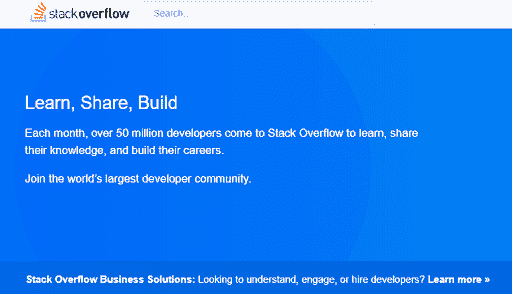 stackoverflow
Search..
Learn, Share, Build
Each month, over 50 million developers come to Stack Overflow to learn, share
their knowledge, and build their careers.
Join the world's largest developer community.
Stack Overflow Business Solutions: Looking to understand, engage, or hire developers? Learn more »